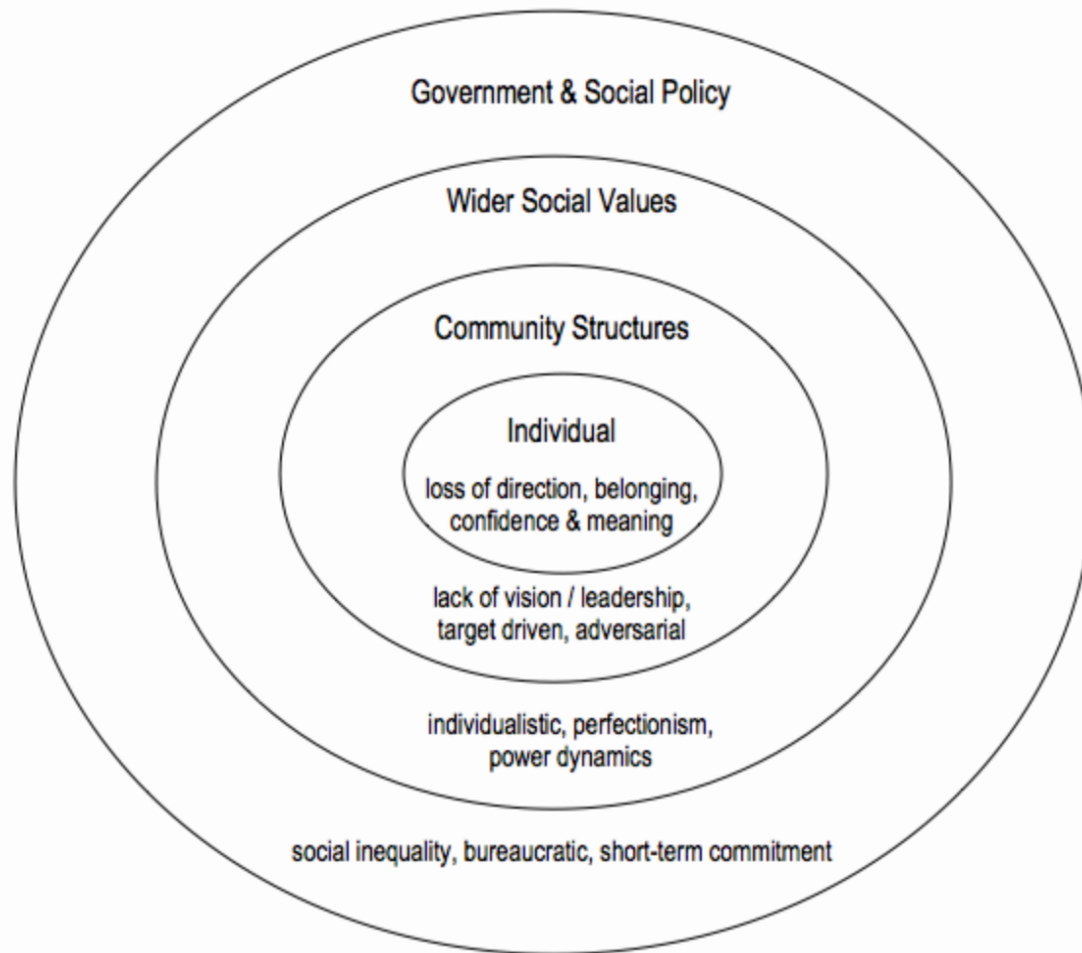 Government & Social Policy
Wider Social Values
Community Structures
Individual
loss of direction, belonging,
confidence & meaning
lack of vision / leadership,
target driven, adversarial
individualistic, perfectionism,
power dynamics
social inequality, bureaucratic, short-term commitment